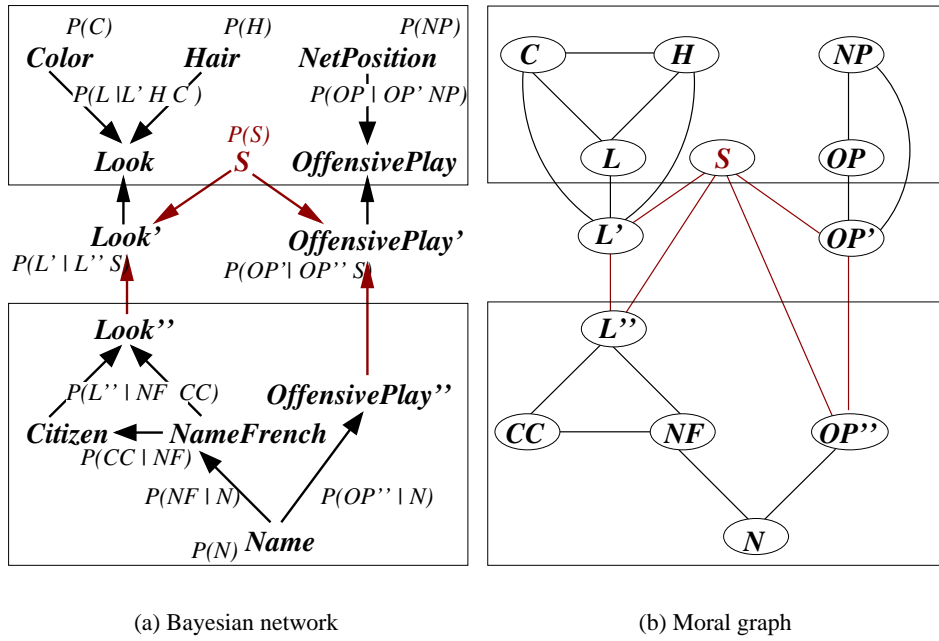 P(C)
P(H)
P(NP)
Color
Hair
NetPosition
P(L |L' H C )
P(OP | OP' NP)
P(S)
Look
S
OffensivePlay
Look'
OffensivePlay'
P(L' | L'' S)
P(OP'| OP'' S)
Look''
P(L'' | NF CC)
OffensivePlay''
Citizen
NameFrench
P(CC | NF)
P(NF | N)
P(OP'' | N)
P(N)
Name
(a) Bayesian network
C
H
NP
L
S
OP
L'
OP'
L''
CC
NF
OP''
N
(b) Moral graph